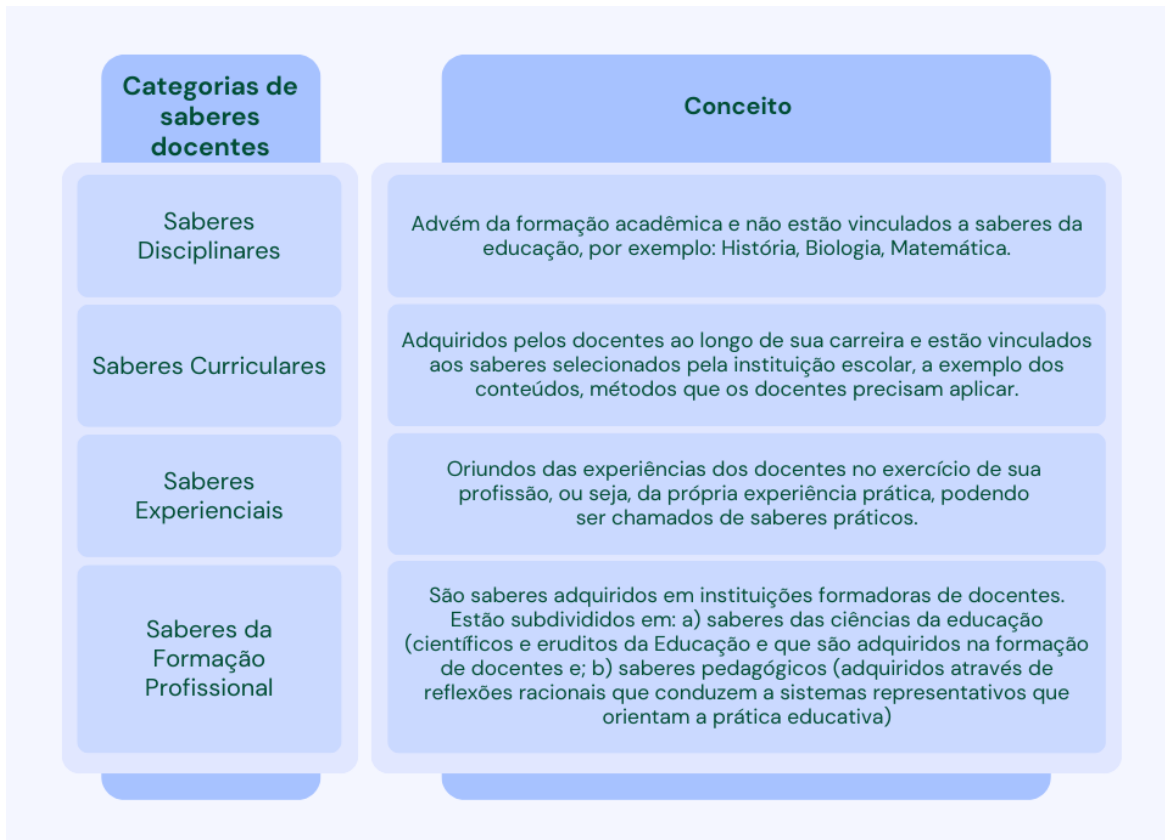 Categorias de
saberes
docentes
Conceito
Saberes
Disciplinares
Advém da formação acadêmica e não estão vinculados a saberes da
educação, por exemplo: História, Biologia, Matemática.
Saberes Curriculares
Adquiridos pelos docentes ao longo de sua carreira e estão vinculados
aos saberes selecionados pela instituição escolar, a exemplo dos
conteúdos, métodos que os docentes precisam aplicar.
Saberes
Experienciais
Oriundos das experiências dos docentes no exercício de sua
profissão, ou seja, da própria experiência prática, podendo
ser chamados de saberes práticos.
Saberes da
Formação
Profissional
São saberes adquiridos em instituições formadoras de docentes.
Estão subdivididos em: a) saberes das ciências da educação
(científicos e eruditos da Educação e que são adquiridos na formação
de docentes e; b) saberes pedagógicos (adquiridos através de
reflexões racionais que conduzem a sistemas representativos que
orientam a prática educativa)